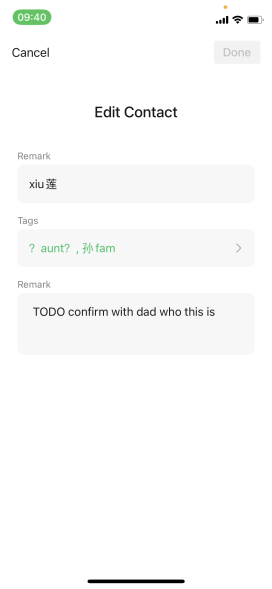 09:40
Cancel
Done
Edit Contact
Remark
xiu 莲
Tags
？aunt？, 孙 fam
Remark
TODO confirm with dad who this is